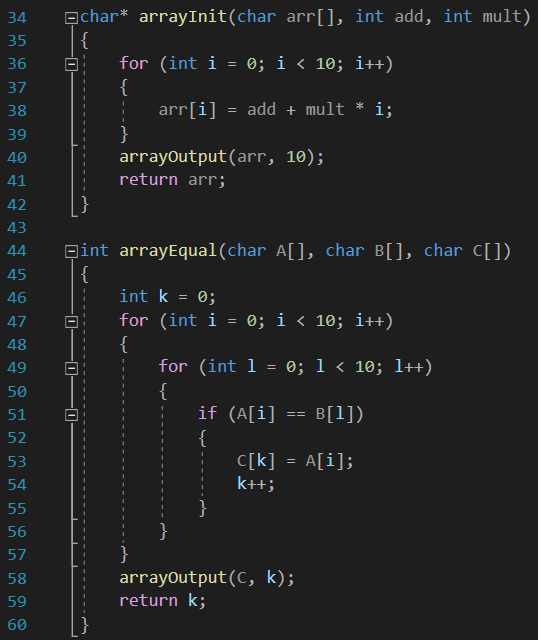 34 char* arrayInit(char arr[], int add, int mult)
35 {
36     for (int i = 0; i < 10; i++)
37     {
38         arr[i] = add + mult * i;
39     }
40     arrayOutput(arr, 10);
41     return arr;
42 }
43
44 int arrayEqual(char A[], char B[], char C[])
45 {
46     int k = 0;
47     for (int i = 0; i < 10; i++)
48     {
49         for (int l = 0; l < 10; l++)
50         {
51             if (A[i] == B[l])
52             {
53                 C[k] = A[i];
54                 k++;
55             }
56         }
57     }
58     arrayOutput(C, k);
59     return k;
60 }